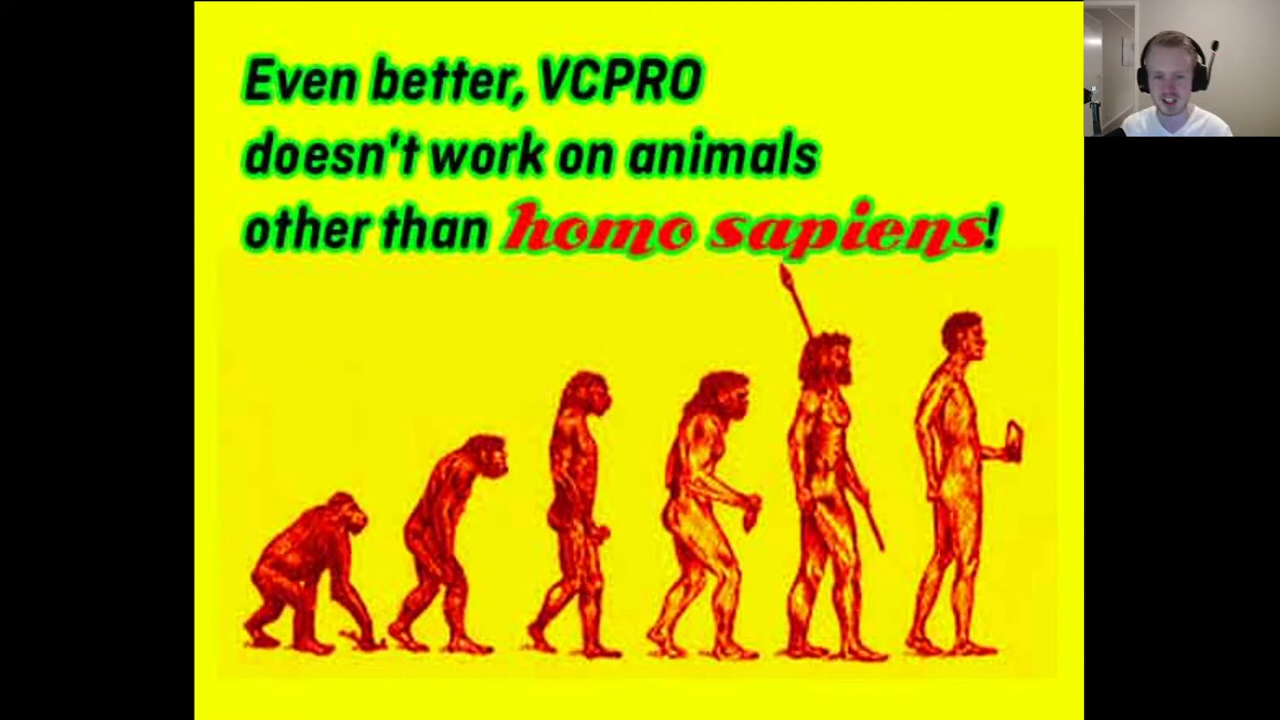 Even better, VCPRO
doesn't work on animals
other than homo sapiens!